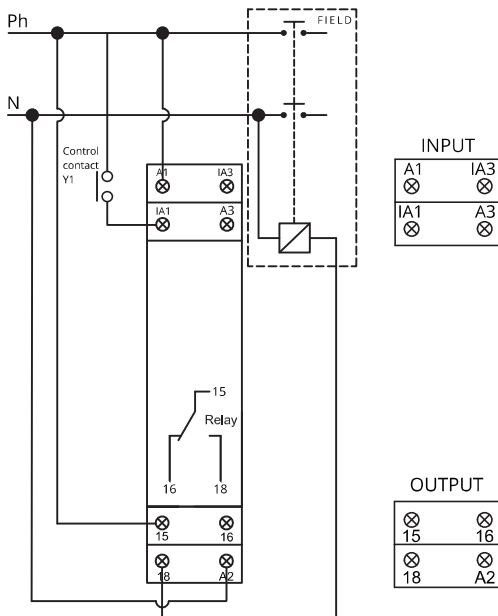 Ph
FIELD
N
Control
contact
Y1
A1 IA3
IA1 A3
15
Relay
16 18
15 16
18 A2
INPUT
A1 IA3
IA1 A3
OUTPUT
15 16
18 A2